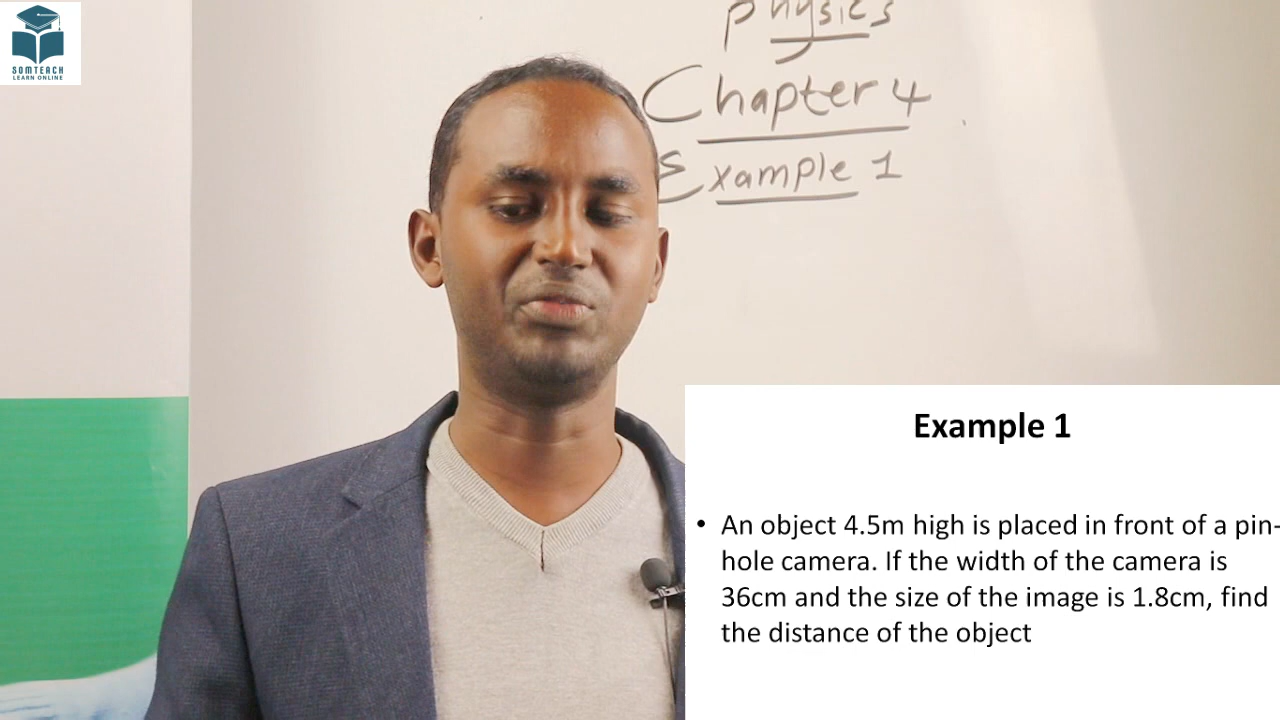 SOMTEACH
LEARN ONLINE
physics
Chapter 4
Example 1
Example 1
• An object 4.5m high is placed in front of a pin-
hole camera. If the width of the camera is
36cm and the size of the image is 1.8cm, find
the distance of the object